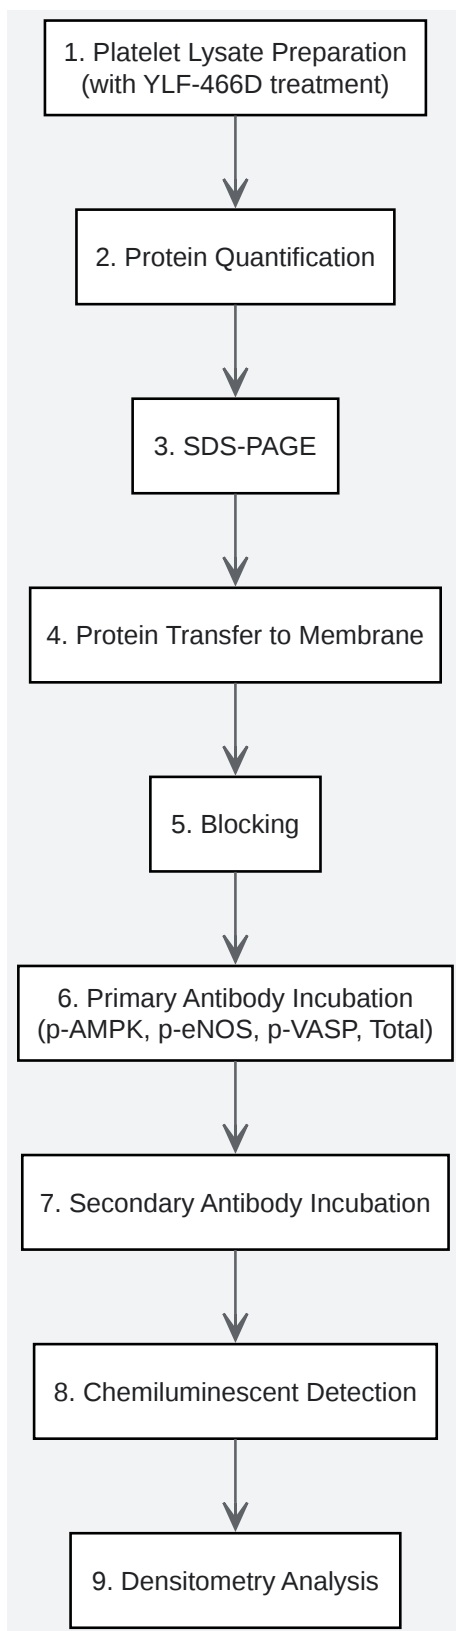 1. Platelet Lysate Preparation
(with YLF-466D treatment)
2. Protein Quantification
3. SDS-PAGE
4. Protein Transfer to Membrane
5. Blocking
6. Primary Antibody Incubation
(p-AMPK, p-eNOS, p-VASP, Total)
7. Secondary Antibody Incubation
8. Chemiluminescent Detection
9. Densitometry Analysis